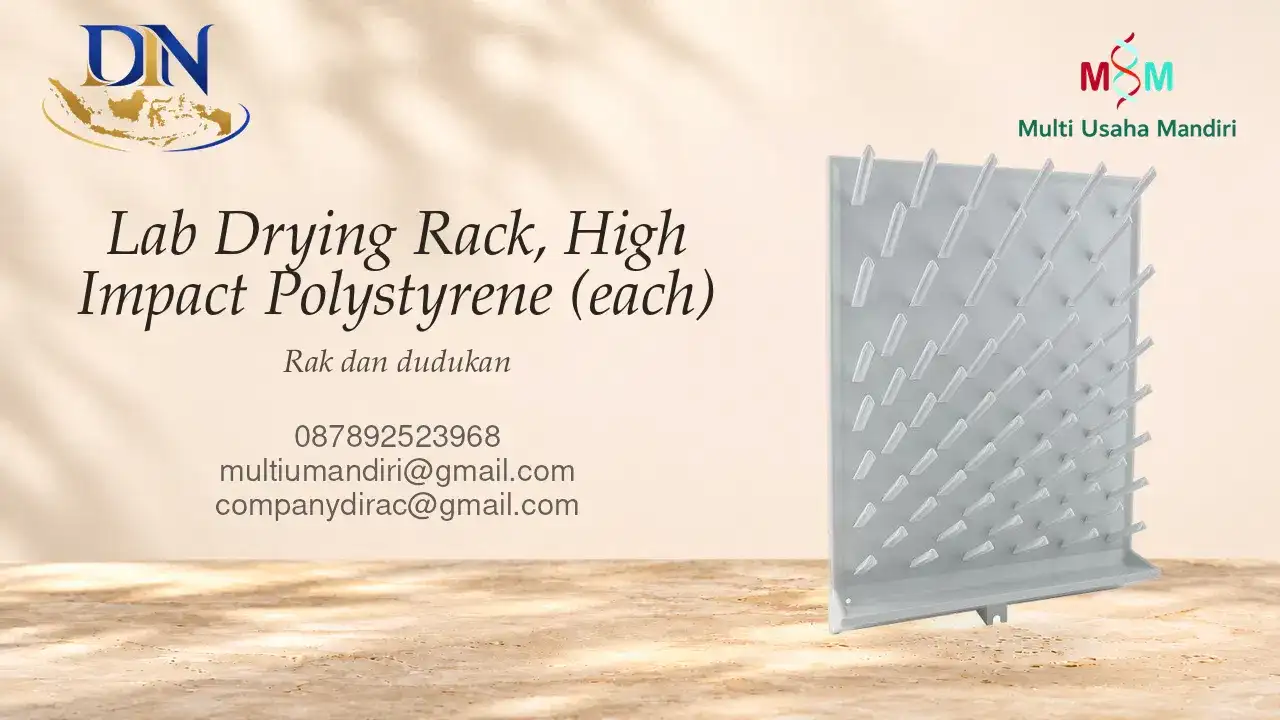 DIN
MSM
Multi Usaha Mandiri
Lab Drying Rack, High
Impact Polystyrene (each)
Rak dan dudukan
087892523968
multiumandiri@gmail.com
companydirac@gmail.com